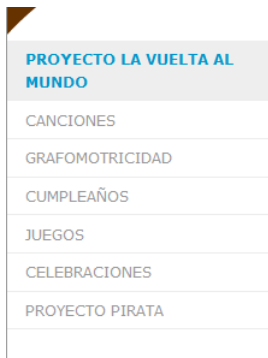 PROYECTO LA VUELTA AL
MUNDO
CANCIONES
GRAFOMOTRICIDAD
CUMPLEAÑOS
JUEGOS
CELEBRACIONES
PROYECTO PIRATA